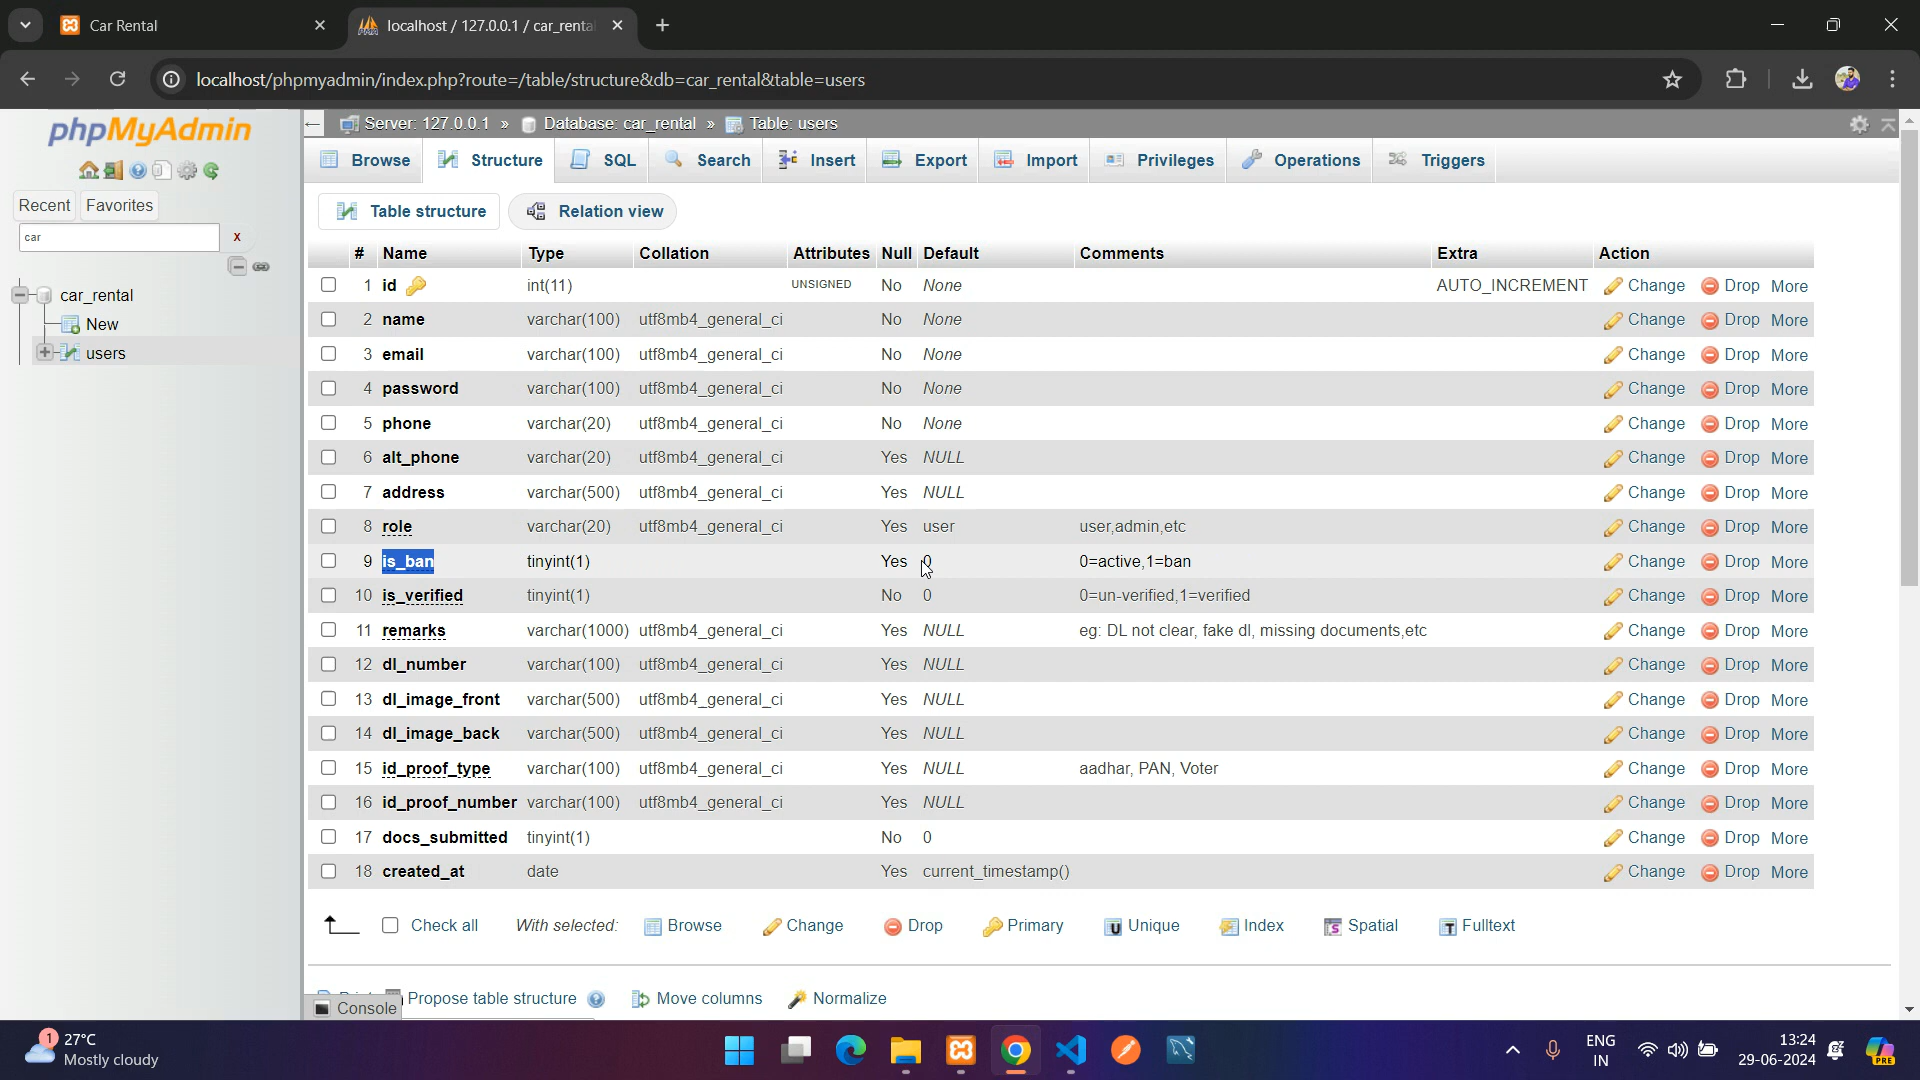 Car Rental
localhost / 127.0.0.1 / car_renta
localhost/phpmyadmin/index.php?route=/table/structure&db=car_rental&table=users
phpMyAdmin
Recent Favorites
car x
car_rental
New
users
Server: 127.0.0.1 » Database: car_rental » Table: users
Browse Structure SQL Search Insert Export Import Privileges Operations Triggers
Table structure Relation view
# Name Type Collation Attributes Null Default Comments Extra Action
1 id int(11) UNSIGNED No None AUTO_INCREMENT Change Drop More
2 name varchar(100) utf8mb4_general_ci No None Change Drop More
3 email varchar(100) utf8mb4_general_ci No None Change Drop More
4 password varchar(100) utf8mb4_general_ci No None Change Drop More
5 phone varchar(20) utf8mb4_general_ci No None Change Drop More
6 alt_phone varchar(20) utf8mb4_general_ci Yes NULL Change Drop More
7 address varchar(500) utf8mb4_general_ci Yes NULL Change Drop More
8 role varchar(20) utf8mb4_general_ci Yes user user,admin,etc Change Drop More
9 is_ban tinyint(1) Yes 0 0=active,1=ban Change Drop More
10 is_verified tinyint(1) No 0 0=un-verified,1=verified Change Drop More
11 remarks varchar(1000) utf8mb4_general_ci Yes NULL eg: DL not clear, fake dl, missing documents,etc Change Drop More
12 dl_number varchar(100) utf8mb4_general_ci Yes NULL Change Drop More
13 dl_image_front varchar(500) utf8mb4_general_ci Yes NULL Change Drop More
14 dl_image_back varchar(500) utf8mb4_general_ci Yes NULL Change Drop More
15 id_proof_type varchar(100) utf8mb4_general_ci Yes NULL aadhar, PAN, Voter Change Drop More
16 id_proof_number varchar(100) utf8mb4_general_ci Yes NULL Change Drop More
17 docs_submitted tinyint(1) No 0 Change Drop More
18 created_at date Yes current_timestamp() Change Drop More
Check all With selected: Browse Change Drop Primary Unique Index Spatial Fulltext
Propose table structure Move columns Normalize
Console
1 27°C
Mostly cloudy
ENG
IN
13:24
29-06-2024
PRE